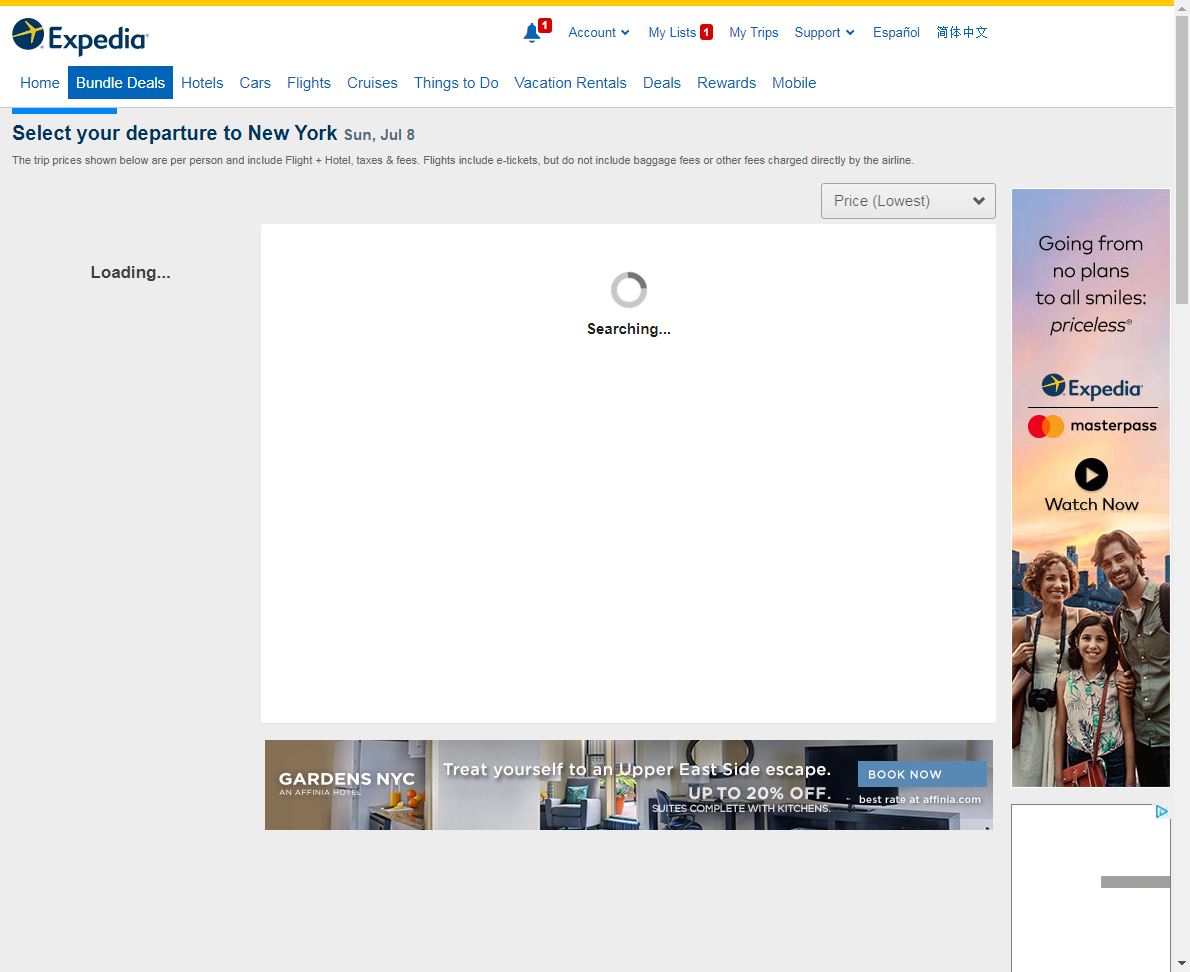 Expedia
1
Account
My Lists 1
My Trips
Support
Español
简体中文
Home
Bundle Deals
Hotels
Cars
Flights
Cruises
Things to Do
Vacation Rentals
Deals
Rewards
Mobile
Select your departure to New York Sun, Jul 8
The trip prices shown below are per person and include Flight + Hotel, taxes & fees. Flights include e-tickets, but do not include baggage fees or other fees charged directly by the airline.
Price (Lowest)
Loading...
Searching...
Going from
no plans
to all smiles:
priceless®
Expedia
masterpass
Watch Now
GARDENS NYC
AN AFFINIA HOTEL
Treat yourself to an Upper East Side escape.
UP TO 20% OFF.
SUITES COMPLETE WITH KITCHENS.
BOOK NOW
best rate at affinia.com